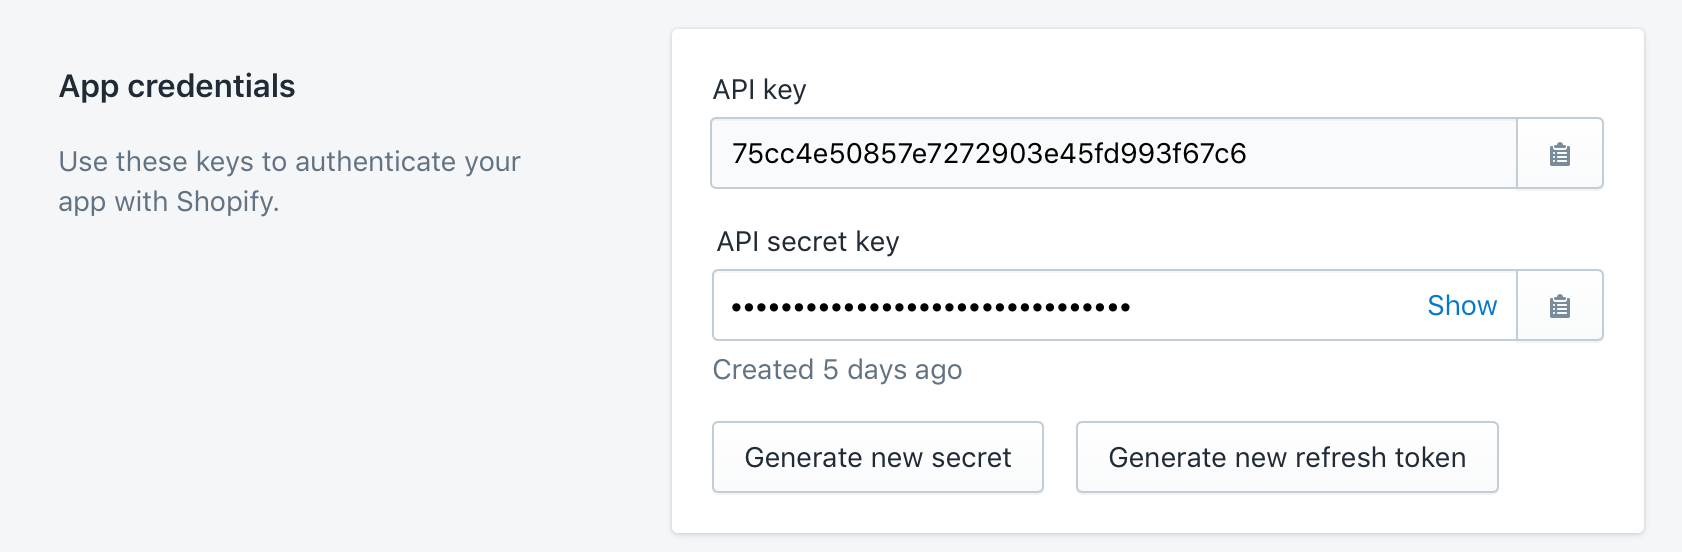 App credentials
Use these keys to authenticate your
app with Shopify.
API key
75cc4e50857e7272903e45fd993f67c6
API secret key
••••••••••••••••••••••••••••••••
Show
Created 5 days ago
Generate new secret
Generate new refresh token